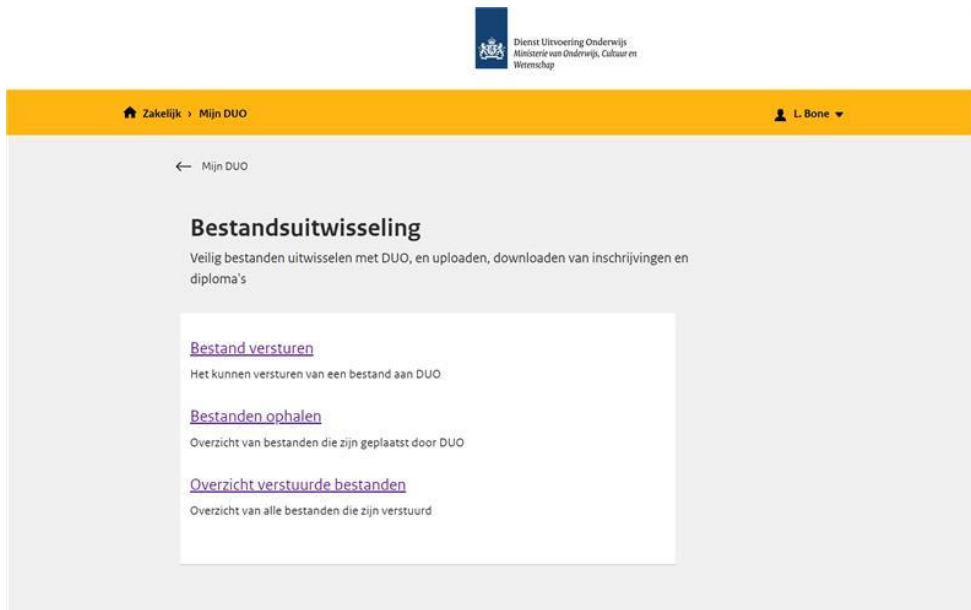 Dienst Uitvoering Onderwijs
Ministerie van Onderwijs, Cultuur en
Wetenschap
Zakelijk › Mijn DUO
L. Bone
← Mijn DUO
Bestandsuitwisseling
Veilig bestanden uitwisselen met DUO, en uploaden, downloaden van inschrijvingen en
diploma's
Bestand versturen
Het kunnen versturen van een bestand aan DUO
Bestanden ophalen
Overzicht van bestanden die zijn geplaatst door DUO
Overzicht verstuurde bestanden
Overzicht van alle bestanden die zijn verstuurd